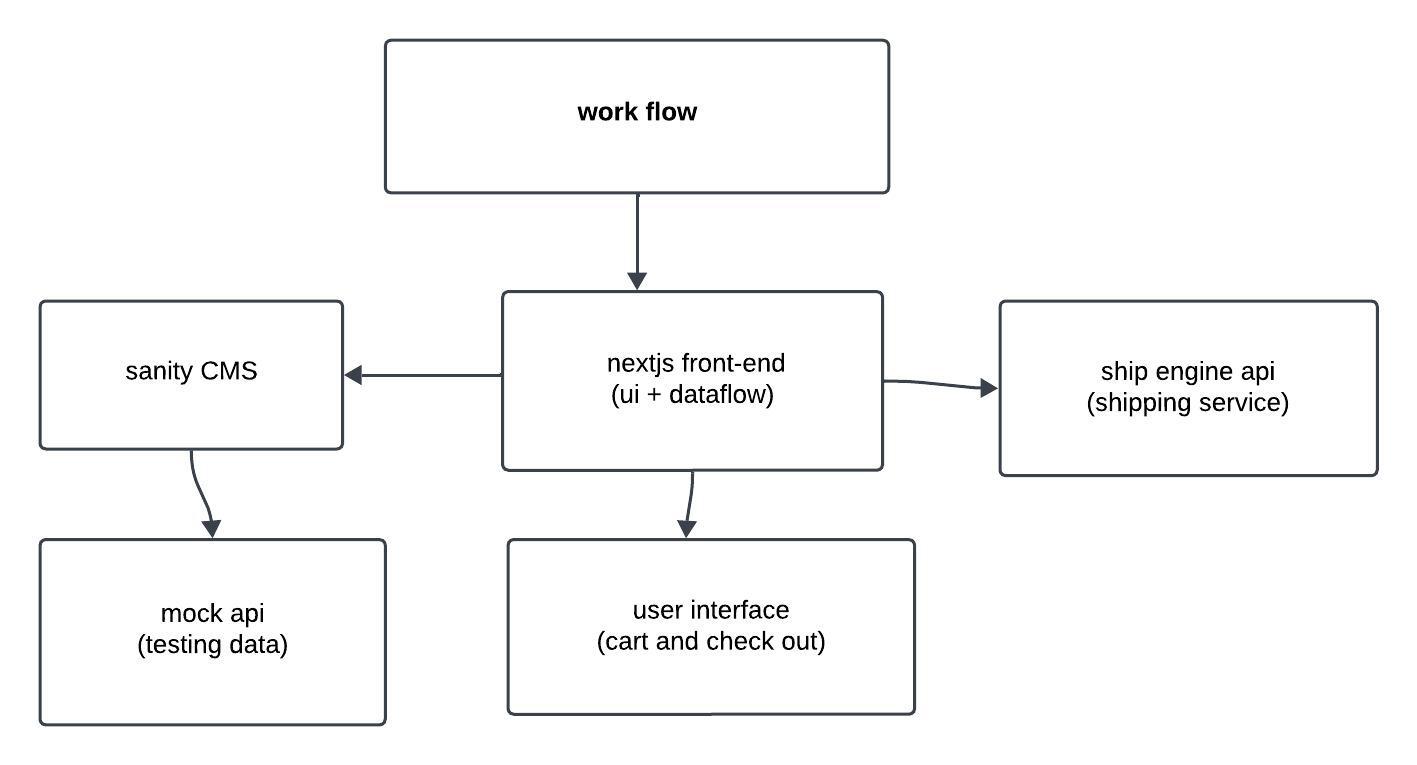 work flow
sanity CMS
nextjs front-end
(ui + dataflow)
ship engine api
(shipping service)
mock api
(testing data)
user interface
(cart and check out)